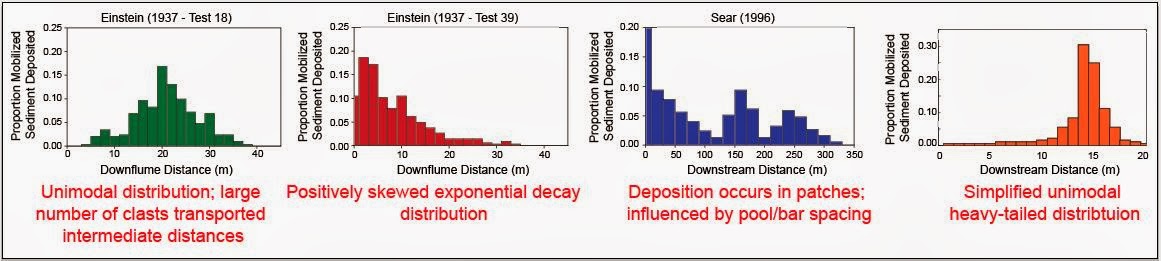 Einstein (1937 - Test 18)
Proportion Mobilized
Sediment Deposited
0.25
0.20
0.15
0.10
0.05
0.00
0
10
20
30
40
Downflume Distance (m)
Unimodal distribution; large
number of clasts transported
intermediate distances
Einstein (1937 - Test 39)
Proportion Mobilized
Sediment Deposited
0.25
0.20
0.15
0.10
0.05
0.00
0
10
20
30
40
Downflume Distance (m)
Positively skewed exponential decay
distribution
Sear (1996)
Proportion Mobilized
Sediment Deposited
0.20
0.15
0.10
0.05
0.00
0
50
100
150
200
250
300
350
Downstream Distance (m)
Deposition occurs in patches;
influenced by pool/bar spacing
Proportion Mobilized
Sediment Deposited
0.30
0.20
0.10
0.00
0
5
10
15
20
Downstream Distance (m)
Simplified unimodal
heavy-tailed distribtuion